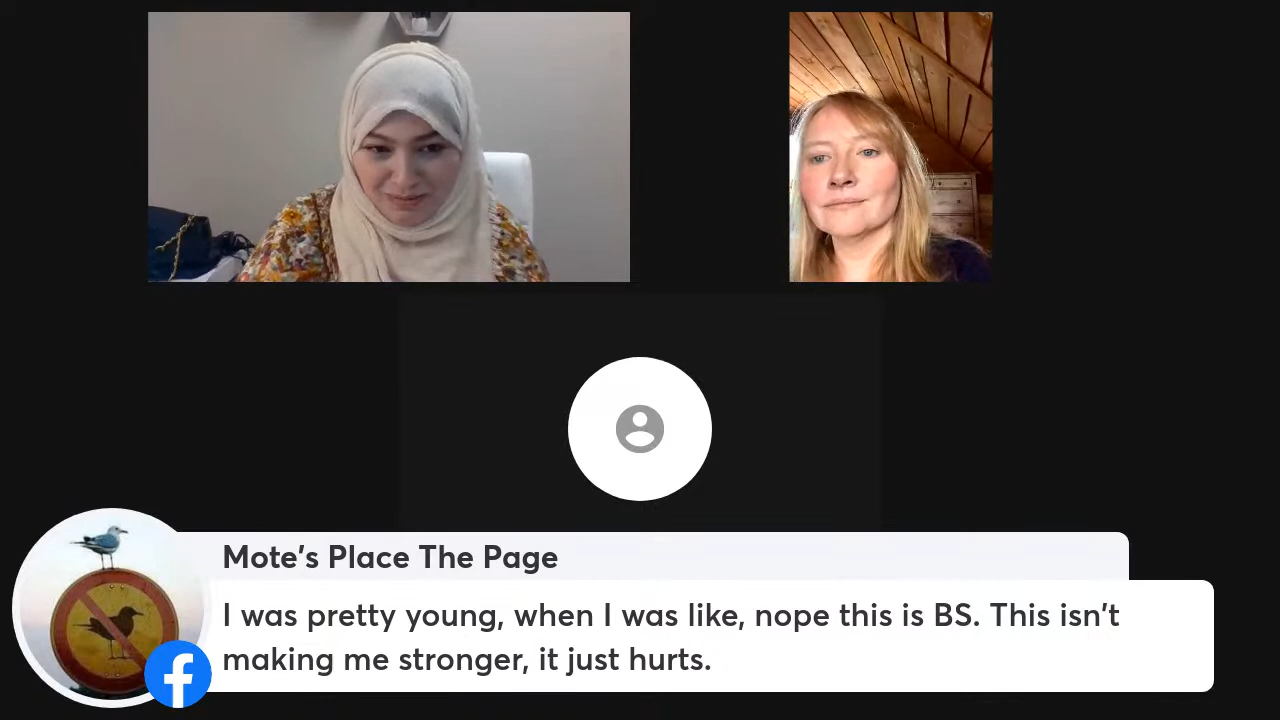 Mote's Place The Page
I was pretty young, when I was like, nope this is BS. This isn't
making me stronger, it just hurts.